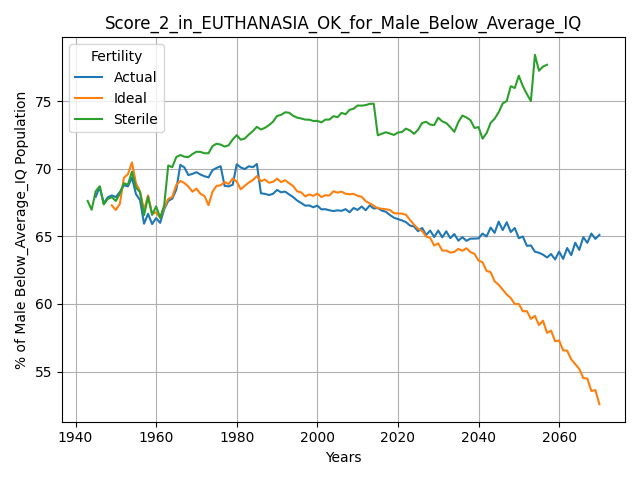 Score_2_in_EUTHANASIA_OK_for_Male_Below_Average_IQ
Fertility
Actual
Ideal
Sterile
% of Male Below_Average_IQ Population
75
70
65
60
55
1940
1960
1980
2000
2020
2040
2060
Years